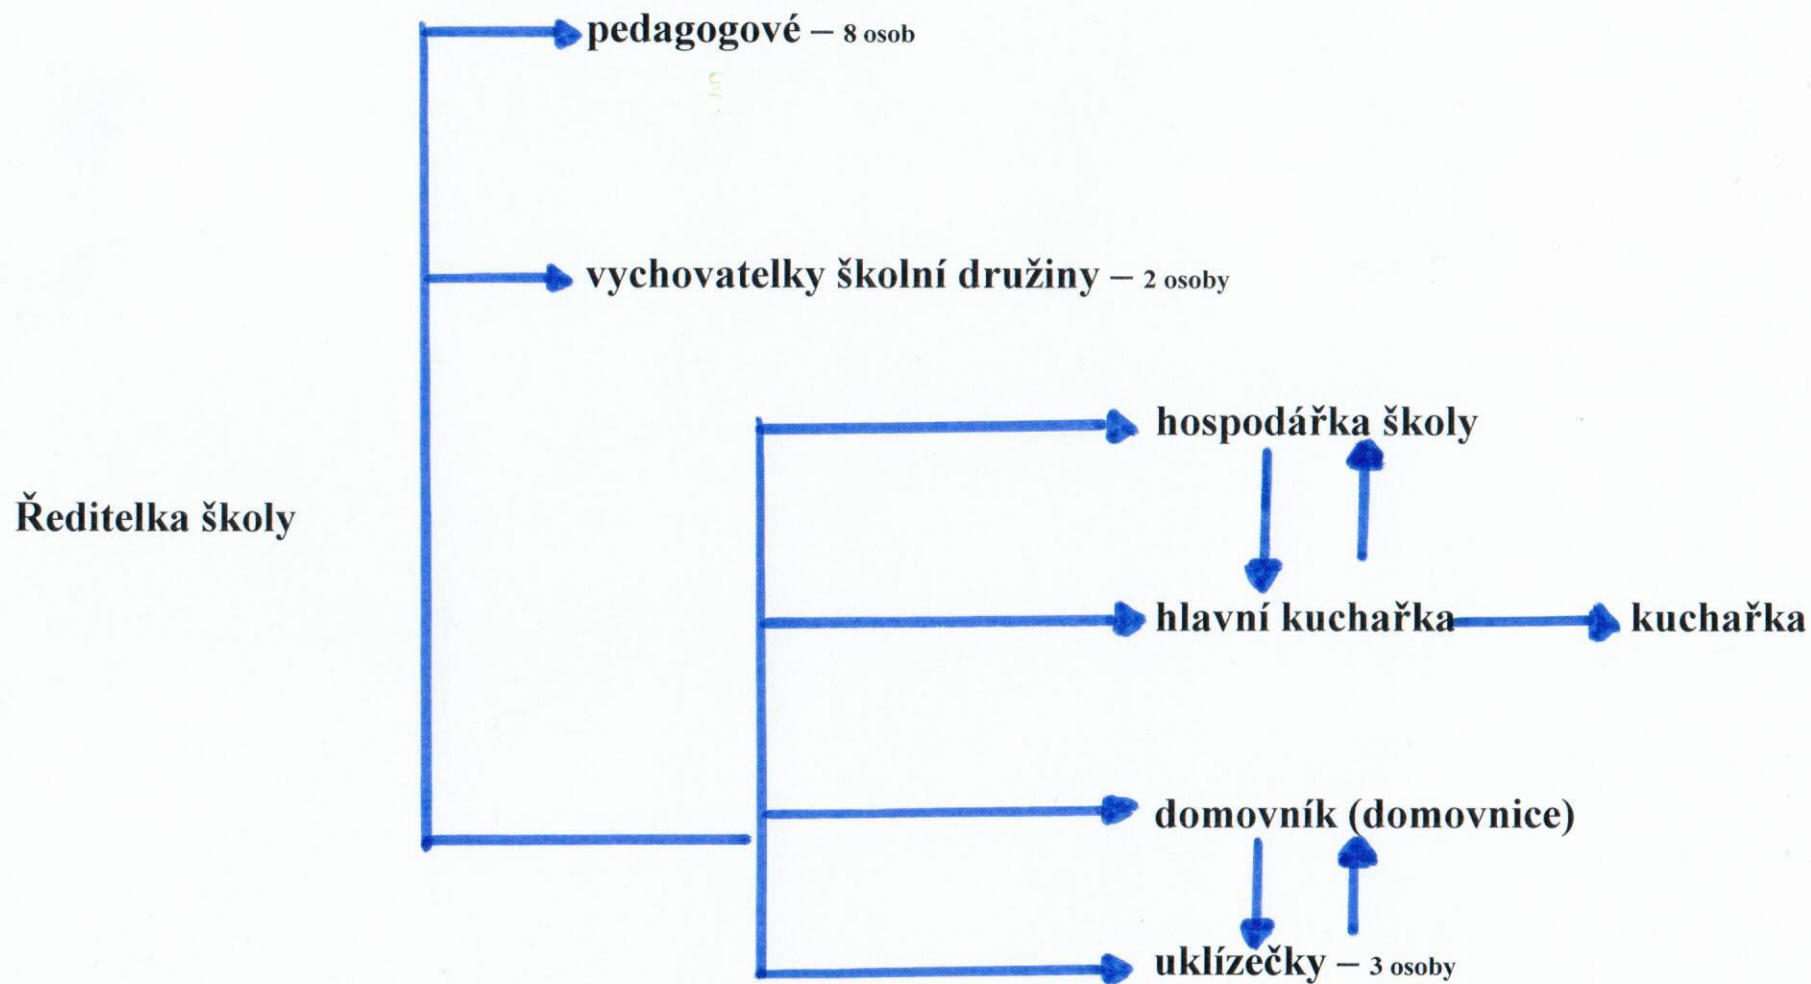 pedagogové – 8 osob
vychovatelky školní družiny – 2 osoby
hospodářka školy
Ředitelka školy
hlavní kuchařka
kuchařka
domovník (domovnice)
uklízečky – 3 osoby